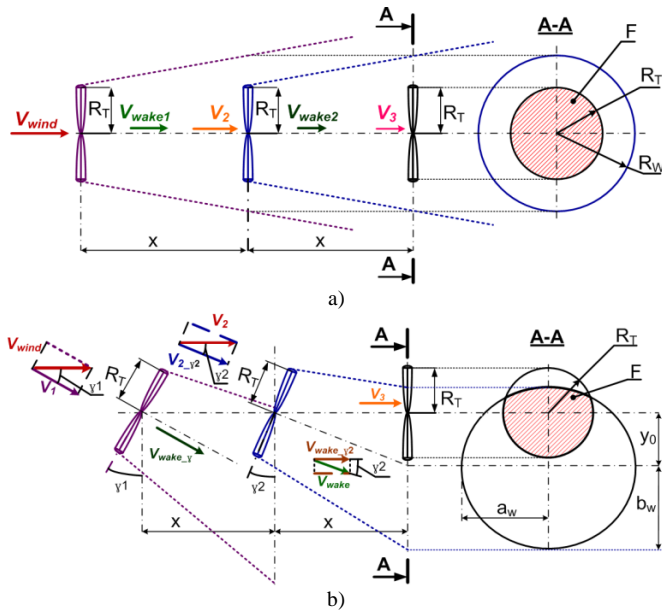 A
A-A
F
R_T
R_T
R_T
R_T
V_wind
V_wake1
V_2
V_wake2
V_3
R_W
x
x
A
a)
A
A-A
V_2
V_wind
V_2_γ2
γ2
R_T
V_1
γ1
R_T
R_T
F
V_3
R_T
y_0
V_wake_γ
V_wake_γ2
γ2
V_wake
γ1
γ2
a_w
b_w
x
x
A
b)